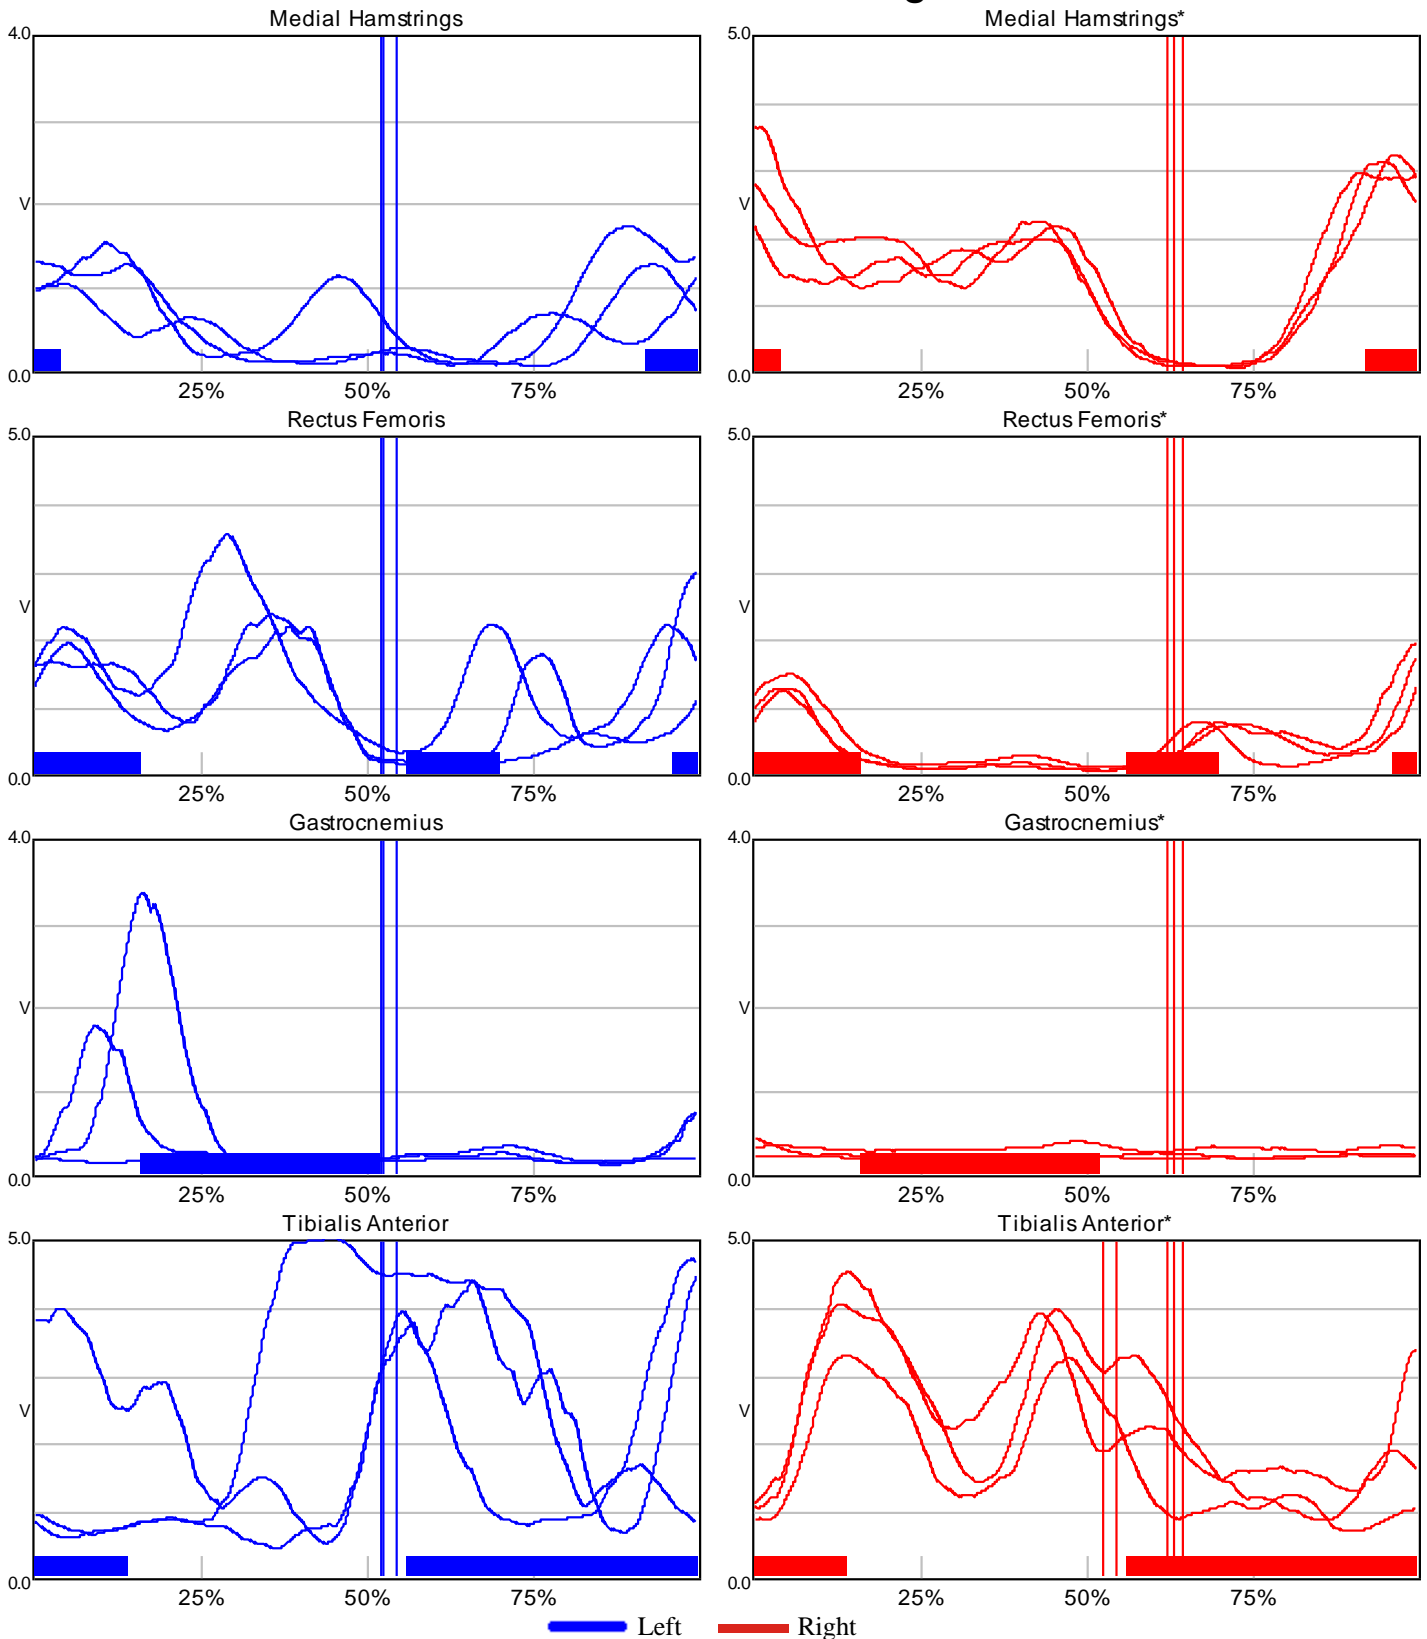 g
Medial Hamstrings
Medial Hamstrings*
4.0
5.0
V
V
0.0
0.0
25% 50% 75%
25% 50% 75%
Rectus Femoris
Rectus Femoris*
5.0
5.0
V
V
0.0
0.0
25% 50% 75%
25% 50% 75%
Gastrocnemius
Gastrocnemius*
4.0
4.0
V
V
0.0
0.0
25% 50% 75%
25% 50% 75%
Tibialis Anterior
Tibialis Anterior*
5.0
5.0
V
V
0.0
0.0
25% 50% 75%
25% 50% 75%
Left
Right